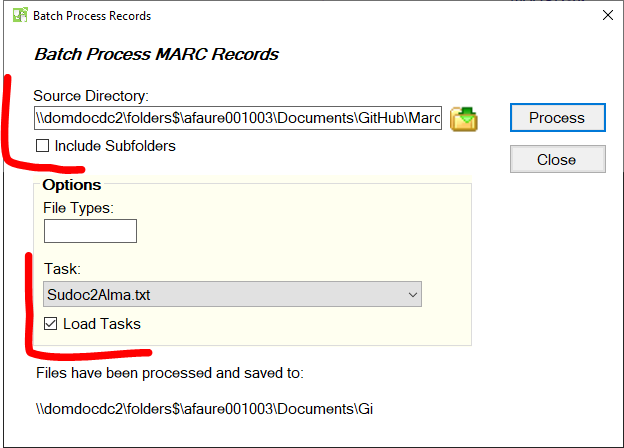 Batch Process Records
Batch Process MARC Records
Source Directory:
\\domdocdc2\folders$\afaure001003\Documents\GitHub\Marc
Process
Include Subfolders
Close
Options
File Types:
Task:
Sudoc2Alma.txt
Load Tasks
Files have been processed and saved to:
\\domdocdc2\folders$\afaure001003\Documents\Gi